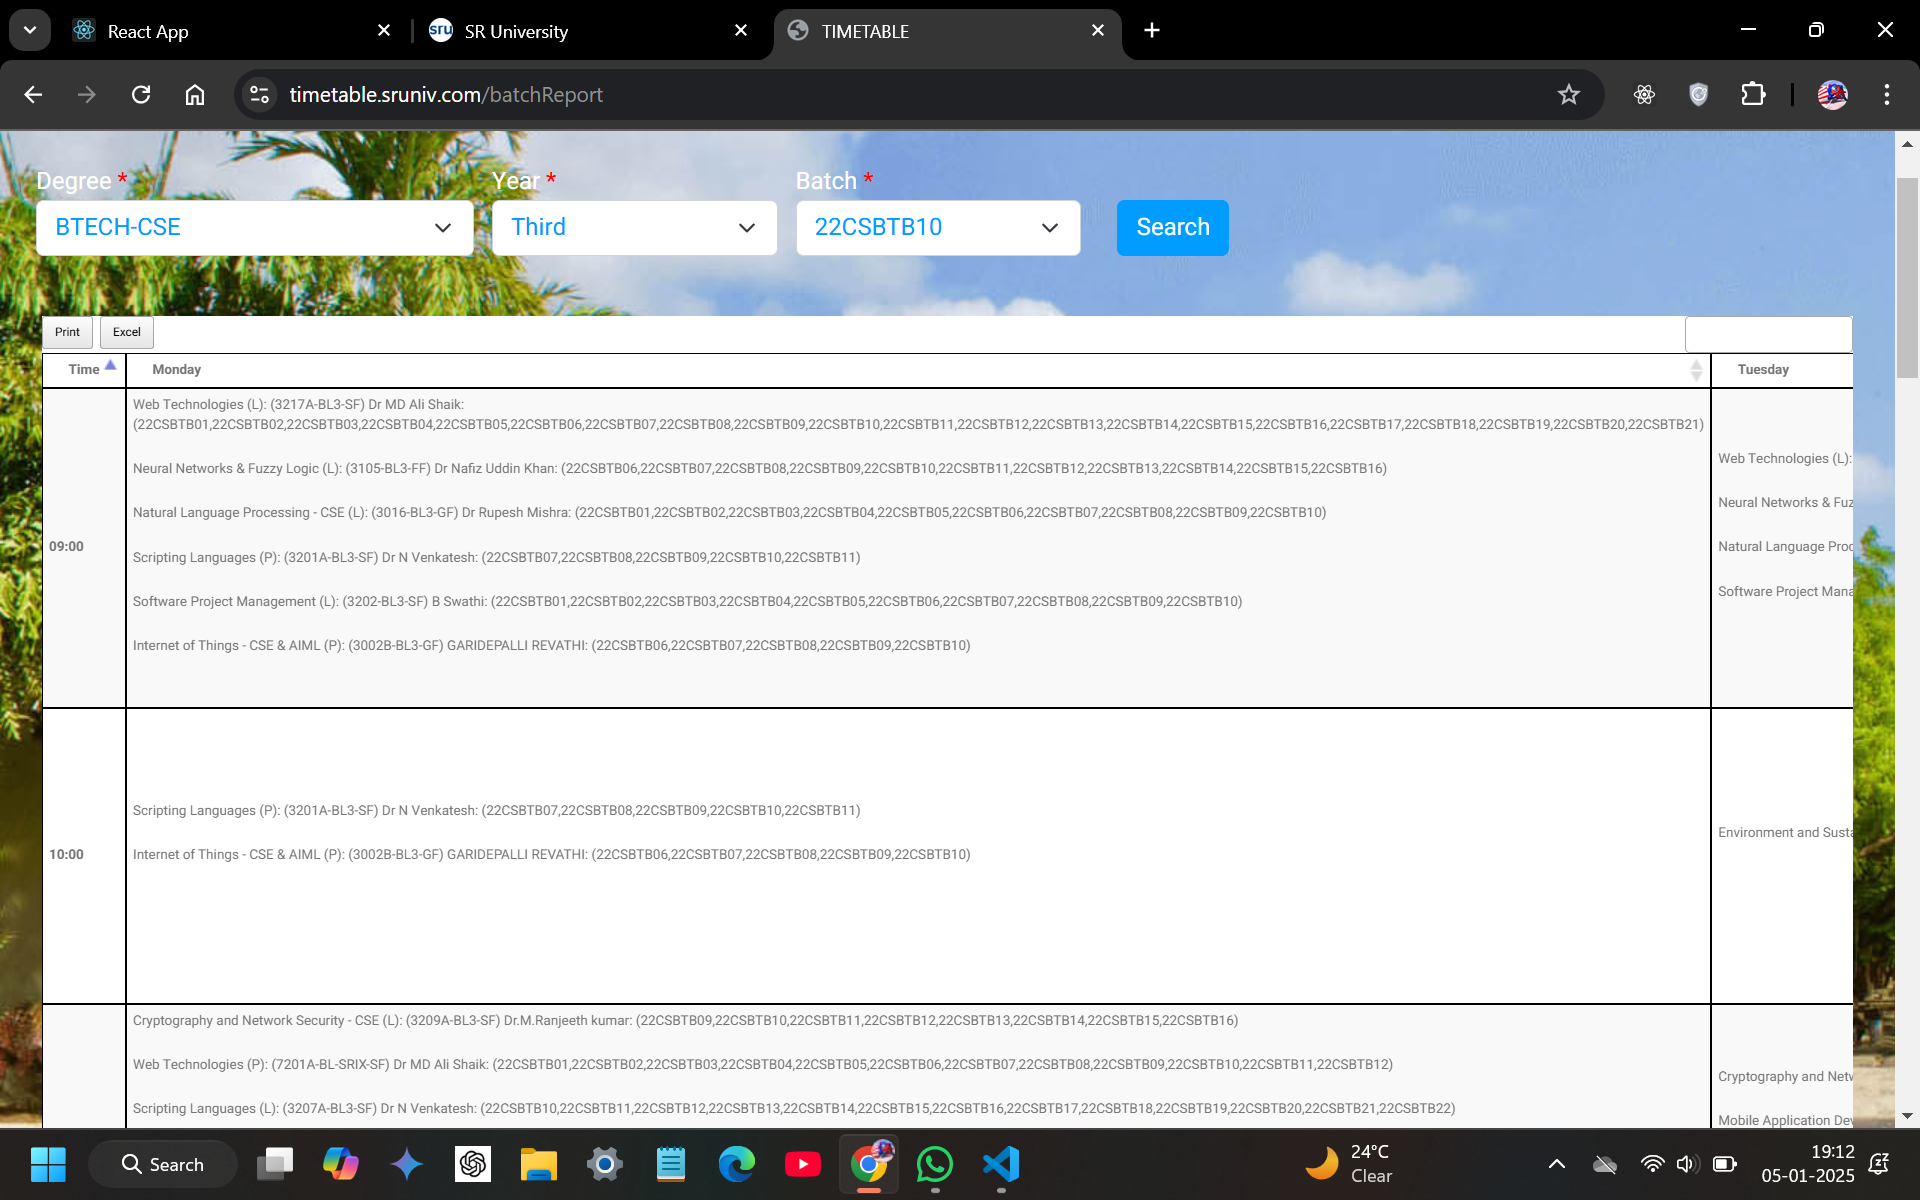 React App
SR University
TIMETABLE
timetable.sruniv.com/batchReport
Degree *
Year *
Batch *
BTECH-CSE
Third
22CSBTB10
Search
Print
Excel
Time
Monday
Tuesday
09:00
Web Technologies (L): (3217A-BL3-SF) Dr MD Ali Shaik:
(22CSBTB01,22CSBTB02,22CSBTB03,22CSBTB04,22CSBTB05,22CSBTB06,22CSBTB07,22CSBTB08,22CSBTB09,22CSBTB10,22CSBTB11,22CSBTB12,22CSBTB13,22CSBTB14,22CSBTB15,22CSBTB16,22CSBTB17,22CSBTB18,22CSBTB19,22CSBTB20,22CSBTB21)
Neural Networks & Fuzzy Logic (L): (3105-BL3-FF) Dr Nafiz Uddin Khan: (22CSBTB06,22CSBTB07,22CSBTB08,22CSBTB09,22CSBTB10,22CSBTB11,22CSBTB12,22CSBTB13,22CSBTB14,22CSBTB15,22CSBTB16)
Natural Language Processing - CSE (L): (3016-BL3-GF) Dr Rupesh Mishra: (22CSBTB01,22CSBTB02,22CSBTB03,22CSBTB04,22CSBTB05,22CSBTB06,22CSBTB07,22CSBTB08,22CSBTB09,22CSBTB10)
Scripting Languages (P): (3201A-BL3-SF) Dr N Venkatesh: (22CSBTB07,22CSBTB08,22CSBTB09,22CSBTB10,22CSBTB11)
Software Project Management (L): (3202-BL3-SF) B Swathi: (22CSBTB01,22CSBTB02,22CSBTB03,22CSBTB04,22CSBTB05,22CSBTB06,22CSBTB07,22CSBTB08,22CSBTB09,22CSBTB10)
Internet of Things - CSE & AIML (P): (3002B-BL3-GF) GARIDEPALLI REVATHI: (22CSBTB06,22CSBTB07,22CSBTB08,22CSBTB09,22CSBTB10)
Web Technologies (L):
Neural Networks & Fuz
Natural Language Proc
Software Project Mana
10:00
Scripting Languages (P): (3201A-BL3-SF) Dr N Venkatesh: (22CSBTB07,22CSBTB08,22CSBTB09,22CSBTB10,22CSBTB11)
Internet of Things - CSE & AIML (P): (3002B-BL3-GF) GARIDEPALLI REVATHI: (22CSBTB06,22CSBTB07,22CSBTB08,22CSBTB09,22CSBTB10)
Environment and Susta
Cryptography and Network Security - CSE (L): (3209A-BL3-SF) Dr.M.Ranjeeth kumar: (22CSBTB09,22CSBTB10,22CSBTB11,22CSBTB12,22CSBTB13,22CSBTB14,22CSBTB15,22CSBTB16)
Web Technologies (P): (7201A-BL-SRIX-SF) Dr MD Ali Shaik: (22CSBTB01,22CSBTB02,22CSBTB03,22CSBTB04,22CSBTB05,22CSBTB06,22CSBTB07,22CSBTB08,22CSBTB09,22CSBTB10,22CSBTB11,22CSBTB12)
Scripting Languages (L): (3207A-BL3-SF) Dr N Venkatesh: (22CSBTB10,22CSBTB11,22CSBTB12,22CSBTB13,22CSBTB14,22CSBTB15,22CSBTB16,22CSBTB17,22CSBTB18,22CSBTB19,22CSBTB20,22CSBTB21,22CSBTB22)
Cryptography and Netw
Mobile Application Dev
Search
24°C
Clear
19:12
05-01-2025